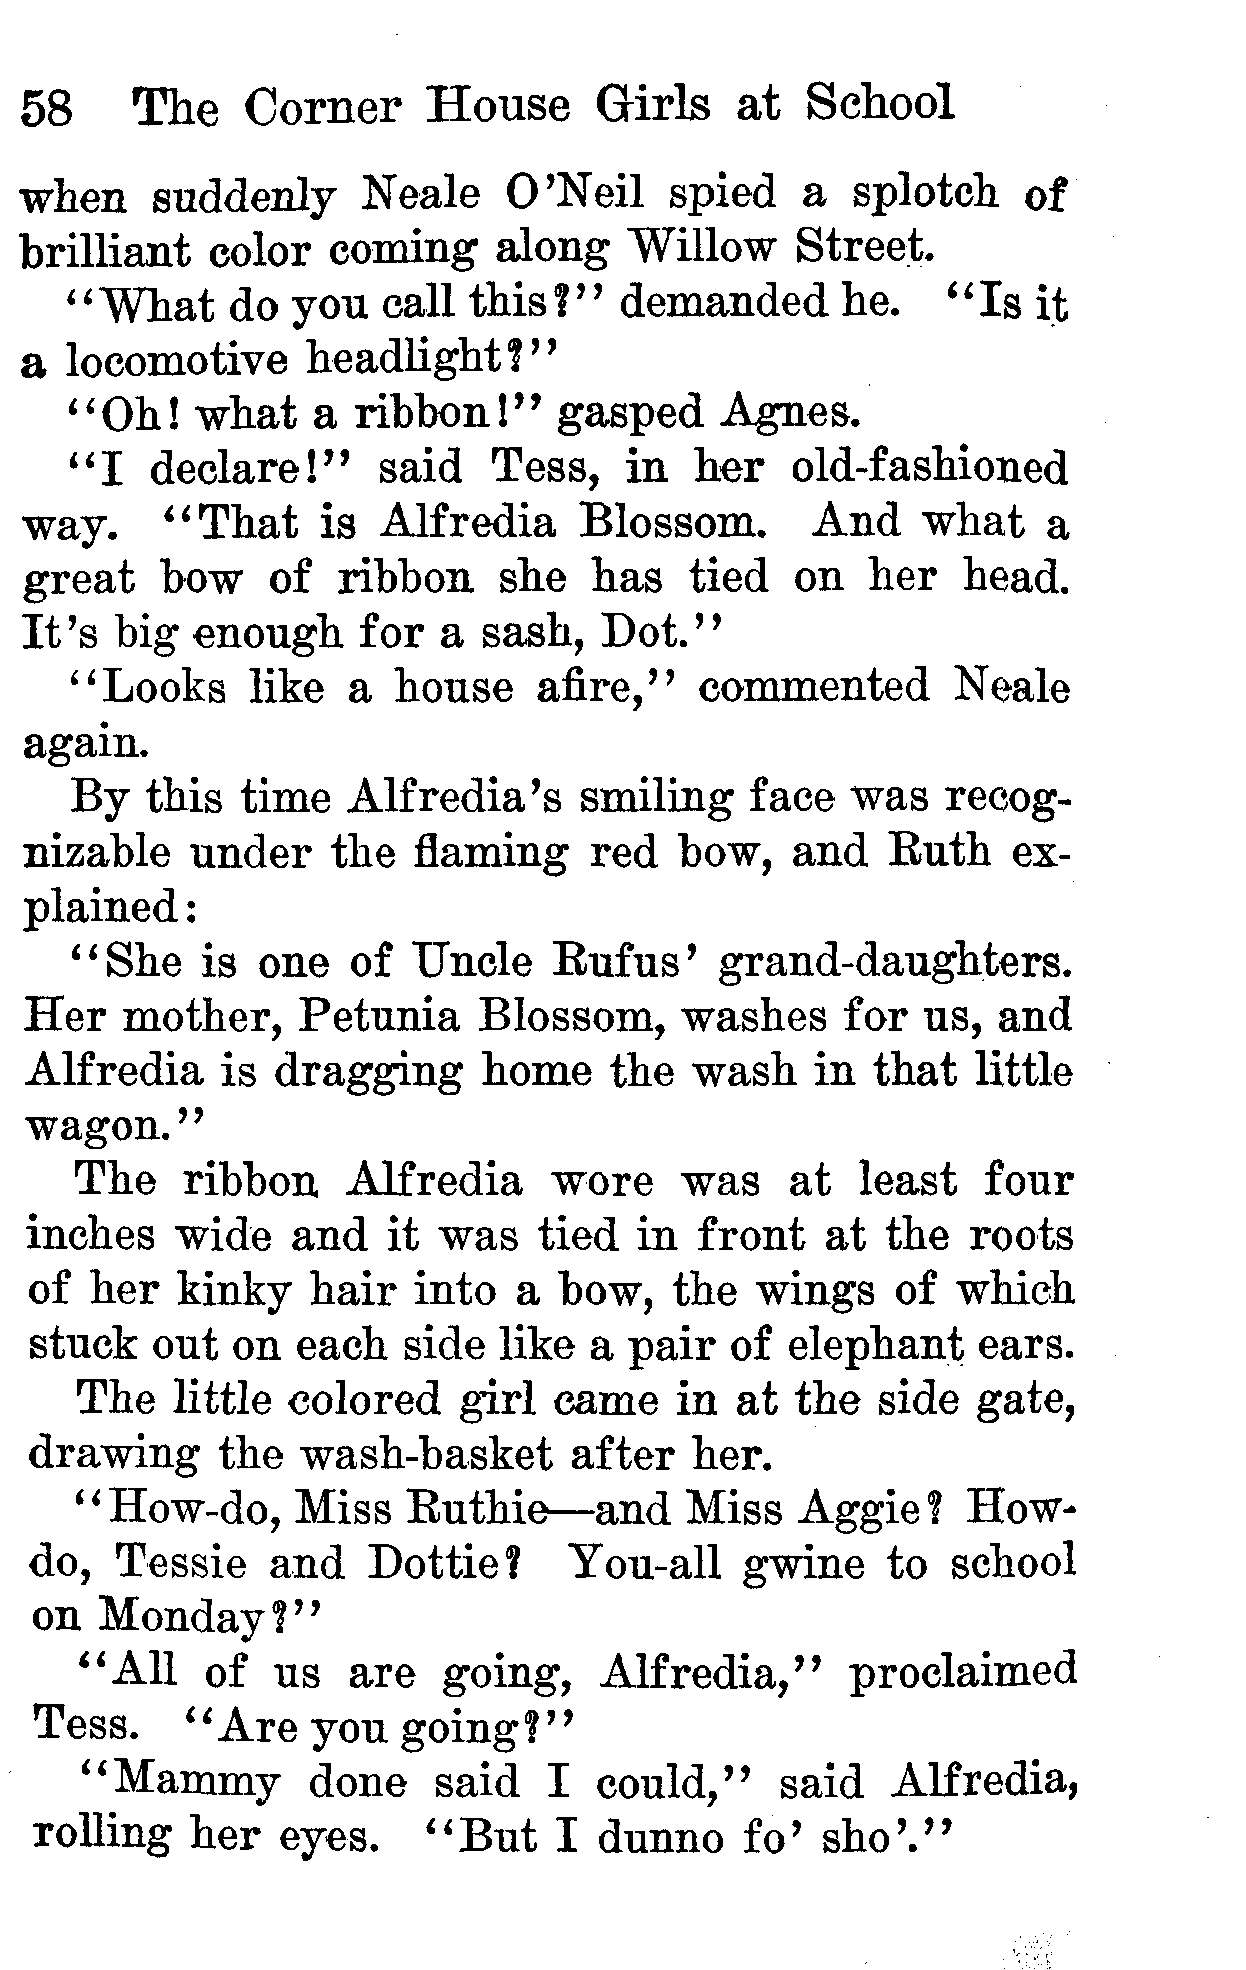 58 The Corner House Girls at School
when suddenly Neale O'Neil spied a splotch of
brilliant color coming along Willow Street.
"What do you call this?" demanded he. "Is it
a locomotive headlight?"
"Oh! what a ribbon!" gasped Agnes.
"I declare!" said Tess, in her old-fashioned
way. "That is Alfredia Blossom. And what a
great bow of ribbon she has tied on her head.
It's big enough for a sash, Dot."
"Looks like a house afire," commented Neale
again.
By this time Alfredia's smiling face was recog-
nizable under the flaming red bow, and Ruth ex-
plained:
"She is one of Uncle Rufus' grand-daughters.
Her mother, Petunia Blossom, washes for us, and
Alfredia is dragging home the wash in that little
wagon."
The ribbon Alfredia wore was at least four
inches wide and it was tied in front at the roots
of her kinky hair into a bow, the wings of which
stuck out on each side like a pair of elephant ears.
The little colored girl came in at the side gate,
drawing the wash-basket after her.
"How-do, Miss Ruthie—and Miss Aggie? How-
do, Tessie and Dottie? You-all gwine to school
on Monday?"
"All of us are going, Alfredia," proclaimed
Tess. "Are you going?"
"Mammy done said I could," said Alfredia,
rolling her eyes. "But I dunno fo' sho'."